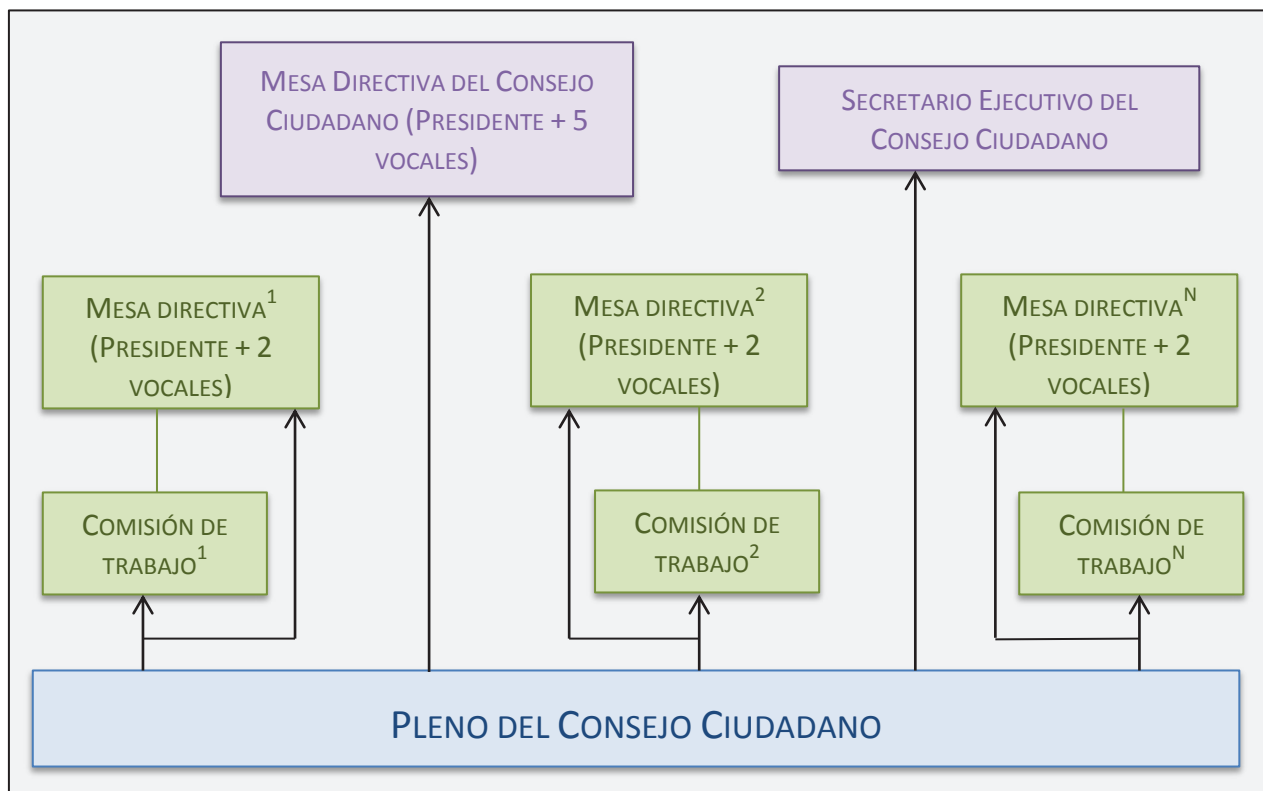 MESA DIRECTIVA DEL CONSEJO
CIUDADANO (PRESIDENTE + 5
VOCALES)
SECRETARIO EJECUTIVO DEL
CONSEJO CIUDADANO
MESA DIRECTIVA¹
(PRESIDENTE + 2
VOCALES)
MESA DIRECTIVA²
(PRESIDENTE + 2
VOCALES)
MESA DIRECTIVAᴺ
(PRESIDENTE + 2
VOCALES)
COMISIÓN DE
TRABAJO¹
COMISIÓN DE
TRABAJO²
COMISIÓN DE
TRABAJOᴺ
PLENO DEL CONSEJO CIUDADANO